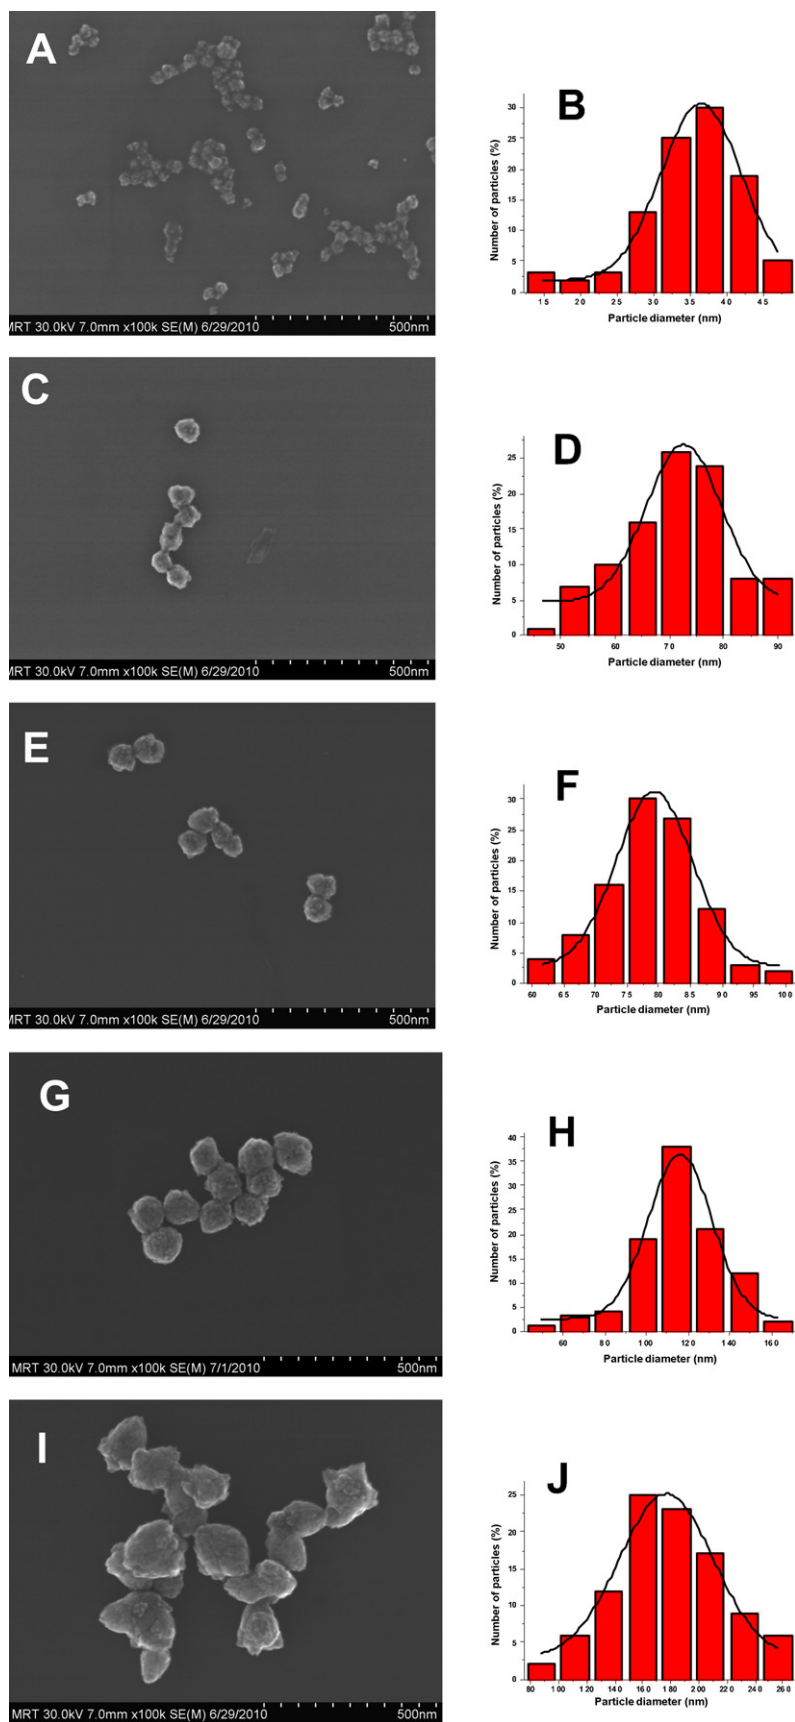 A
MRT 30.0kV 7.0mm x100k SE(M) 6/29/2010 500nm
B
Number of particles (%)
30
25
20
15
10
5
0
15 20 25 30 35 40 45
Particle diameter (nm)
C
MRT 30.0kV 7.0mm x100k SE(M) 6/29/2010 500nm
D
Number of particles (%)
25
20
15
10
5
0
50 60 70 80 90
Particle diameter (nm)
E
MRT 30.0kV 7.0mm x100k SE(M) 6/29/2010 500nm
F
Number of particles (%)
30
25
20
15
10
5
0
60 65 70 75 80 85 90 95 100
Particle diameter (nm)
G
MRT 30.0kV 7.0mm x100k SE(M) 7/1/2010 500nm
H
Number of particles (%)
40
35
30
25
20
15
10
5
0
60 80 100 120 140 160
Particle diameter (nm)
I
MRT 30.0kV 7.0mm x100k SE(M) 6/29/2010 500nm
J
Number of particles (%)
25
20
15
10
5
0
80 100 120 140 160 180 200 220 240 260
Particle diameter (nm)